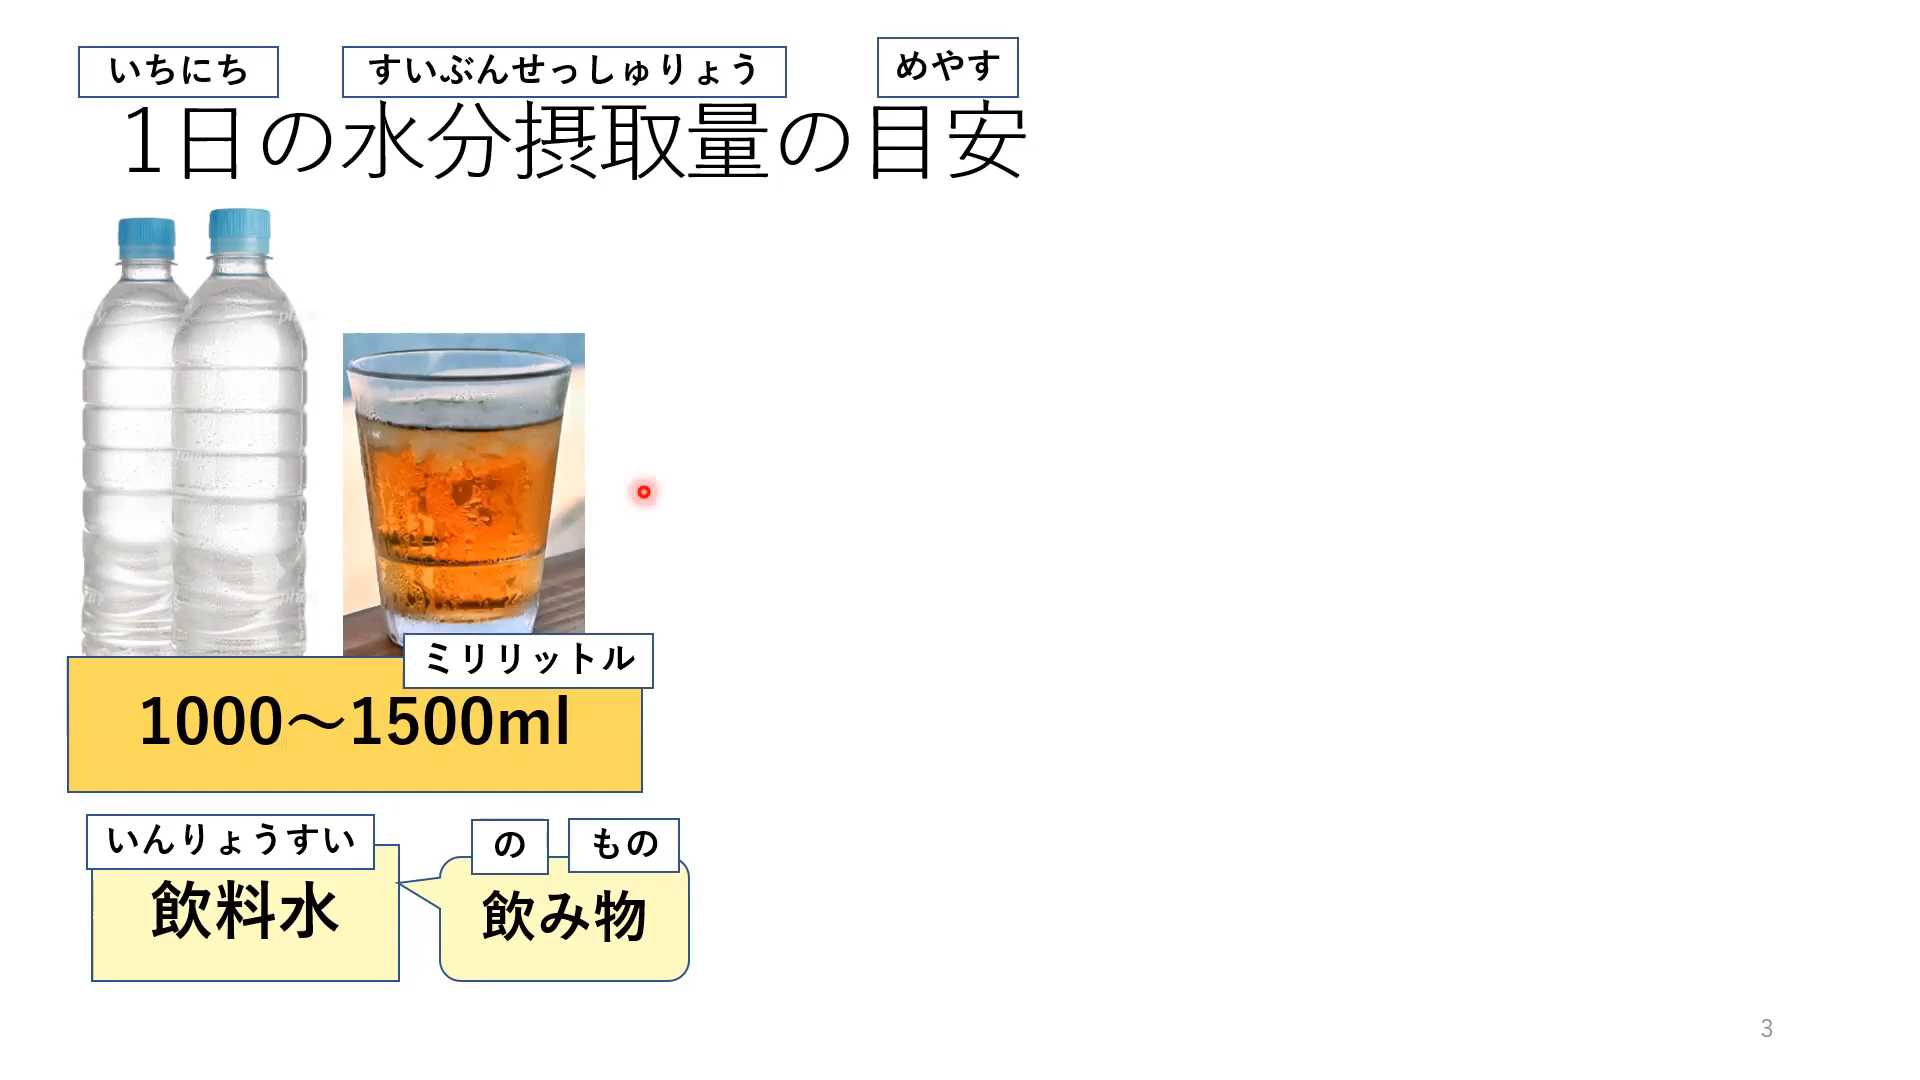 いちにち すいぶんせっしゅりょう めやす
1日の水分摂取量の目安
ミリリットル
1000～1500ml
いんりょうすい の もの
飲料水 飲み物
3